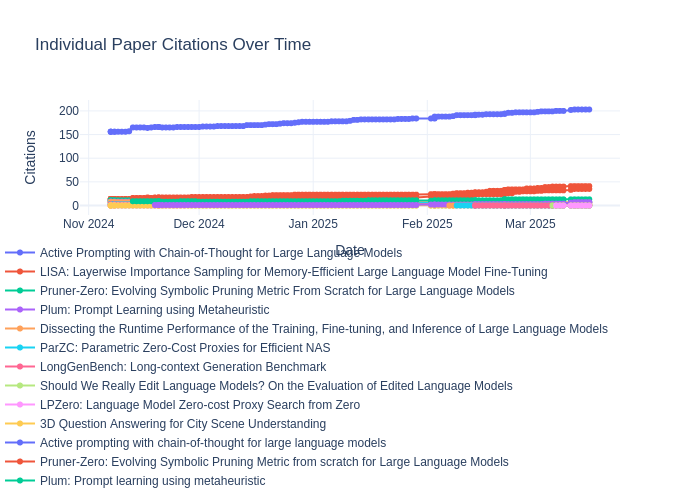 Individual Paper Citations Over Time
200
150
100
50
0
Citations
Nov 2024
Dec 2024
Jan 2025
Feb 2025
Mar 2025
Date
Active Prompting with Chain-of-Thought for Large Language Models
LISA: Layerwise Importance Sampling for Memory-Efficient Large Language Model Fine-Tuning
Pruner-Zero: Evolving Symbolic Pruning Metric From Scratch for Large Language Models
Plum: Prompt Learning using Metaheuristic
Dissecting the Runtime Performance of the Training, Fine-tuning, and Inference of Large Language Models
ParZC: Parametric Zero-Cost Proxies for Efficient NAS
LongGenBench: Long-context Generation Benchmark
Should We Really Edit Language Models? On the Evaluation of Edited Language Models
LPZero: Language Model Zero-cost Proxy Search from Zero
3D Question Answering for City Scene Understanding
Active prompting with chain-of-thought for large language models
Pruner-Zero: Evolving Symbolic Pruning Metric from scratch for Large Language Models
Plum: Prompt learning using metaheuristic